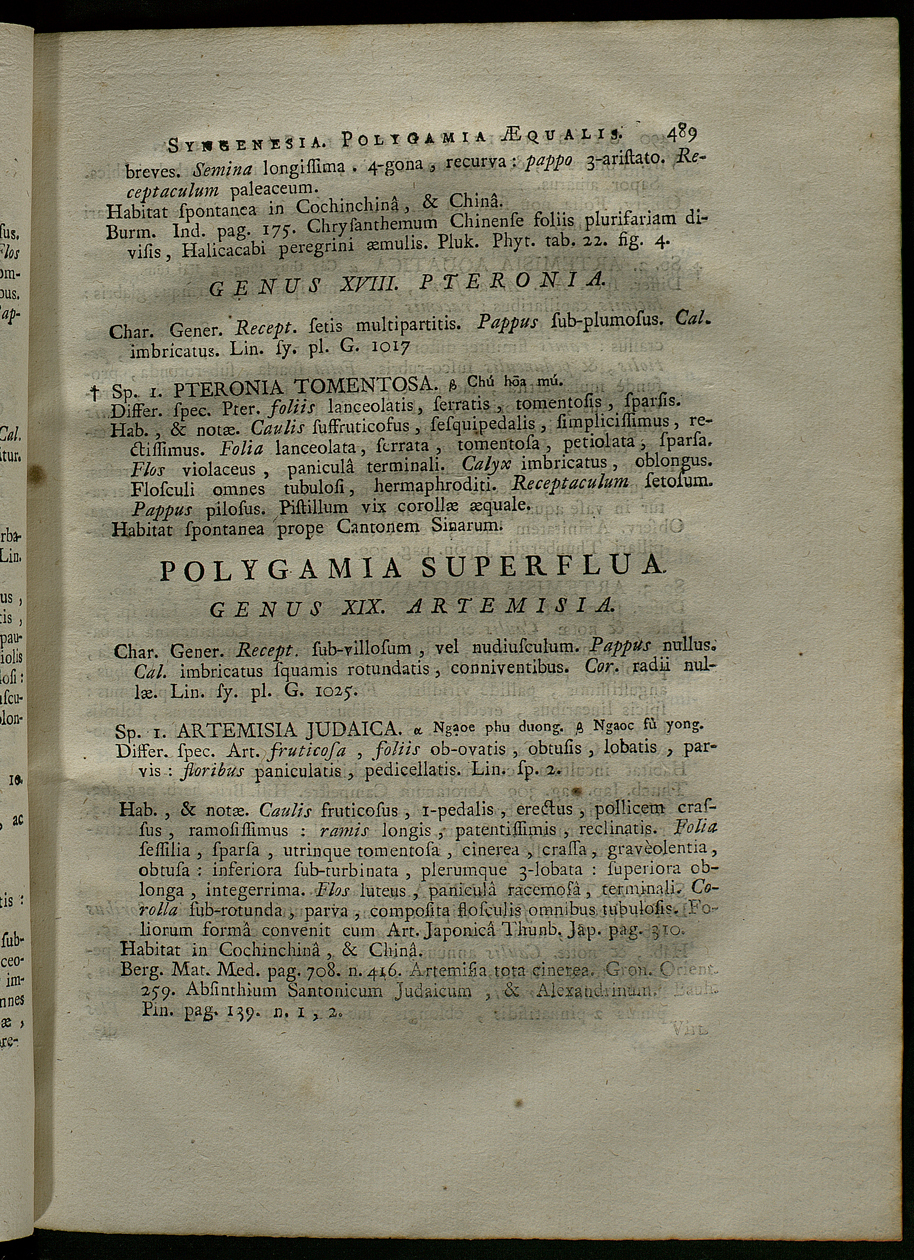 SYNGENESIA. POLYGAMIA ÆQUALIS. 489
breves. Semina longiſſima . 4-gona , recurva : pappo 3-ariſtato. Re-
ceptaculum paleaceum.
Habitat ſpontanea in Cochinchinâ , & Chinâ.
Burm. Ind. pag. 175. Chryſanthemum Chinenſe foliis plurifariam di-
viſis , Halicacabi peregrini æmulis. Pluk. Phyt. tab. 22. fig. 4.
GENUS XVIII. PTERONIA.
Char. Gener. Recept. ſetis multipartitis. Pappus ſub-plumoſus. Cal.
imbricatus. Lin. ſy. pl. G. 1017
† Sp. 1. PTERONIA TOMENTOSA. β Chú hōa mú.
Differ. ſpec. Pter. foliis lanceolatis , ſerratis , tomentoſis , ſparſis.
Hab. , & notæ. Caulis ſuffruticoſus , ſeſquipedalis , ſimpliciſſimus , re-
ctiſſimus. Folia lanceolata , ſerrata , tomentoſa , petiolata , ſparſa.
Flos violaceus , paniculâ terminali. Calyx imbricatus , oblongus.
Floſculi omnes tubuloſi , hermaphroditi. Receptaculum ſetoſum.
Pappus piloſus. Piſtillum vix corollæ æquale.
Habitat ſpontanea prope Cantonem Sinarum.
POLYGAMIA SUPERFLUA.
GENUS XIX. ARTEMISIA.
Char. Gener. Recept. ſub-villoſum , vel nudiuſculum. Pappus nullus.
Cal. imbricatus ſquamis rotundatis , conniventibus. Cor. radii nul-
læ. Lin. ſy. pl. G. 1025.
Sp. 1. ARTEMISIA JUDAICA. α Ngaoe phu duong. β Ngaoc fû yong.
Differ. ſpec. Art. fruticoſa , foliis ob-ovatis , obtuſis , lobatis , par-
vis : floribus paniculatis , pedicellatis. Lin. ſp. 2.
Hab. , & notæ. Caulis fruticoſus , 1-pedalis , erectus , pollicem craſ-
ſus , ramoſiſſimus : ramis longis , patentiſſimis , reclinatis. Folia
ſeſſilia , ſparſa , utrinque tomentoſa , cinerea , craſſa , graveolentia ,
obtuſa : inferiora ſub-turbinata , plerumque 3-lobata : ſuperiora ob-
longa , integerrima. Flos luteus , paniculâ racemoſâ , terminali. Co-
rolla ſub-rotunda , parva , compoſita floſculis omnibus tubuloſis. Fo-
liorum formâ convenit cum Art. Japonicâ Thunb. Jap. pag. 310.
Habitat in Cochinchinâ , & Chinâ.
Berg. Mat. Med. pag. 708. n. 416. Artemiſia tota cinerea. Gron. Orient.
259. Abſinthium Santonicum Judaicum , & Alexandrinum. Bauh.
Pin. pag. 139. n. 1 , 2.